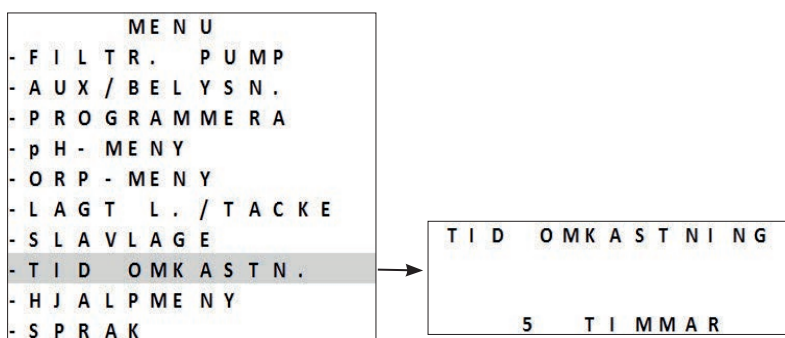 MENU
- FILTR. PUMP
- AUX/BELYSN.
- PROGRAMMERA
- pH- MENY
- ORP-MENY
- LAGT L./TACKE
- SLAVLAGE
- TID OMKASTN.
- HJALPMENY
- SPRAK
TID OMKASTNING
5 TIMMAR